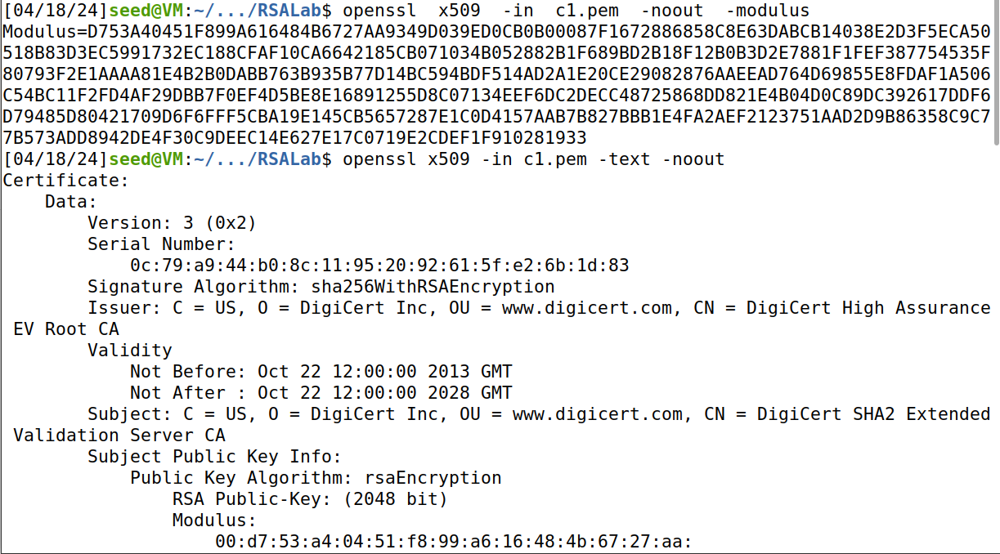 [04/18/24]seed@VM:~/.../RSALab$ openssl  x509  -in  c1.pem  -noout  -modulus
Modulus=D753A40451F899A616484B6727AA9349D039ED0CB0B00087F1672886858C8E63DABCB14038E2D3F5ECA50
518B83D3EC5991732EC188CFAF10CA6642185CB071034B052882B1F689BD2B18F12B0B3D2E7881F1FEF387754535F
80793F2E1AAAA81E4B2B0DABB763B935B77D14BC594BDF514AD2A1E20CE29082876AAEEAD764D69855E8FDAF1A506
C54BC11F2FD4AF29DBB7F0EF4D5BE8E16891255D8C07134EEF6DC2DECC48725868DD821E4B04D0C89DC392617DDF6
D79485D80421709D6F6FFF5CBA19E145CB5657287E1C0D4157AAB7B827BBB1E4FA2AEF2123751AAD2D9B86358C9C7
7B573ADD8942DE4F30C9DEEC14E627E17C0719E2CDEF1F910281933
[04/18/24]seed@VM:~/.../RSALab$ openssl x509 -in c1.pem -text -noout
Certificate:
    Data:
        Version: 3 (0x2)
        Serial Number:
            0c:79:a9:44:b0:8c:11:95:20:92:61:5f:e2:6b:1d:83
        Signature Algorithm: sha256WithRSAEncryption
        Issuer: C = US, O = DigiCert Inc, OU = www.digicert.com, CN = DigiCert High Assurance
 EV Root CA
        Validity
            Not Before: Oct 22 12:00:00 2013 GMT
            Not After : Oct 22 12:00:00 2028 GMT
        Subject: C = US, O = DigiCert Inc, OU = www.digicert.com, CN = DigiCert SHA2 Extended
 Validation Server CA
        Subject Public Key Info:
            Public Key Algorithm: rsaEncryption
                RSA Public-Key: (2048 bit)
                Modulus:
                    00:d7:53:a4:04:51:f8:99:a6:16:48:4b:67:27:aa: